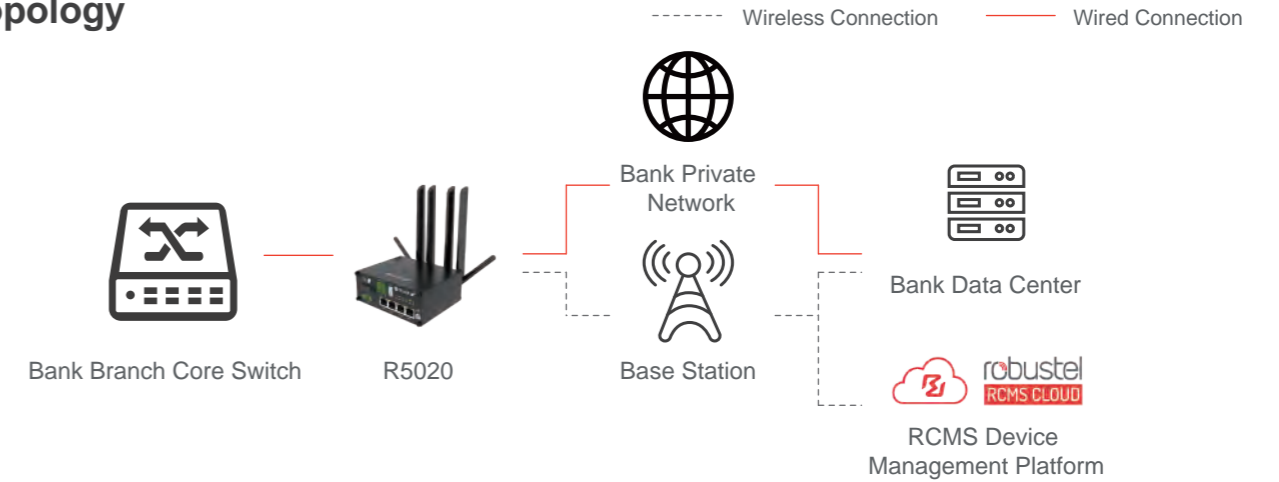 opology
Wireless Connection
Wired Connection
Bank Private
Network
Bank Data Center
Bank Branch Core Switch
R5020
Base Station
robustel
RCMS CLOUD
RCMS Device
Management Platform